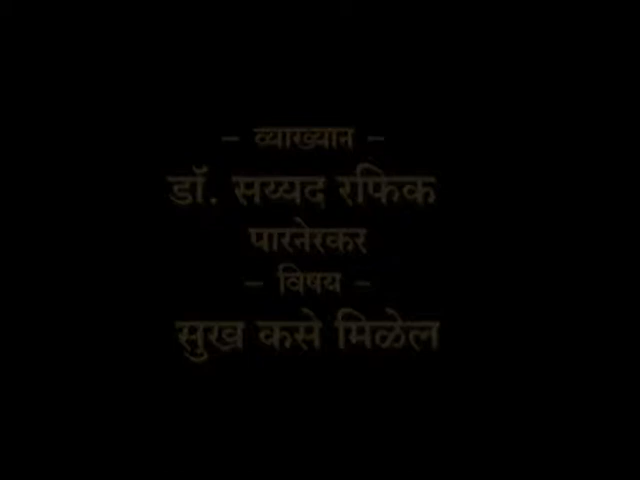 – व्याख्यान –
डॉ. सय्यद रफिक
पारनेरकर
– विषय –
सुख कसे मिळेल